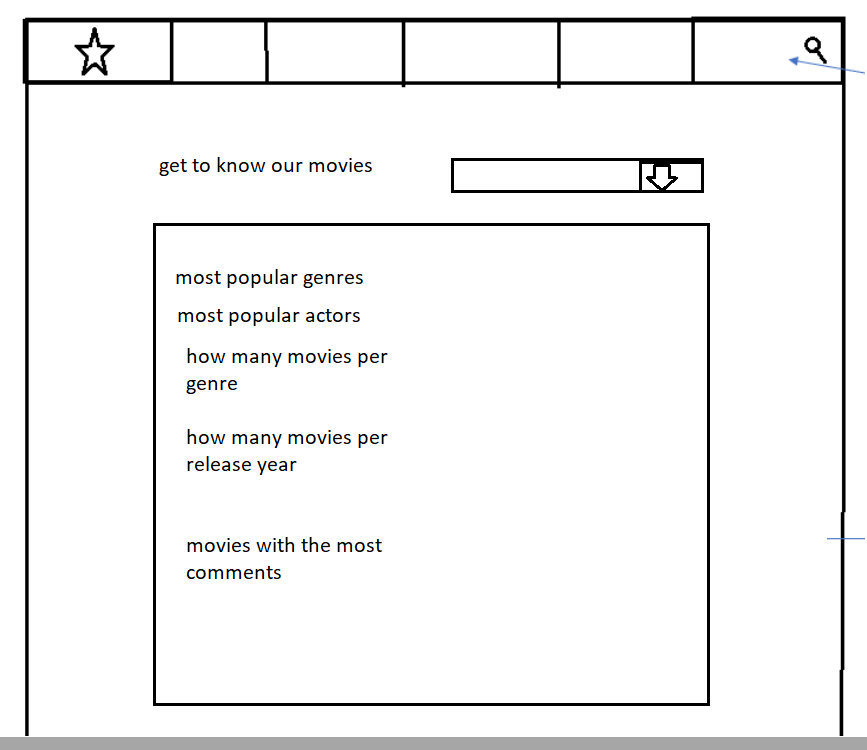 get to know our movies
most popular genres
most popular actors
how many movies per
genre
how many movies per
release year
movies with the most
comments